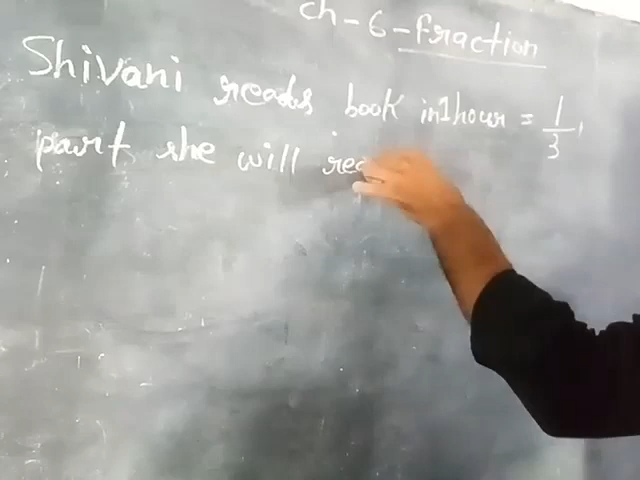 ch - 6 - fraction
Shivani reads book in 1 hour = 1/3
part she will rea